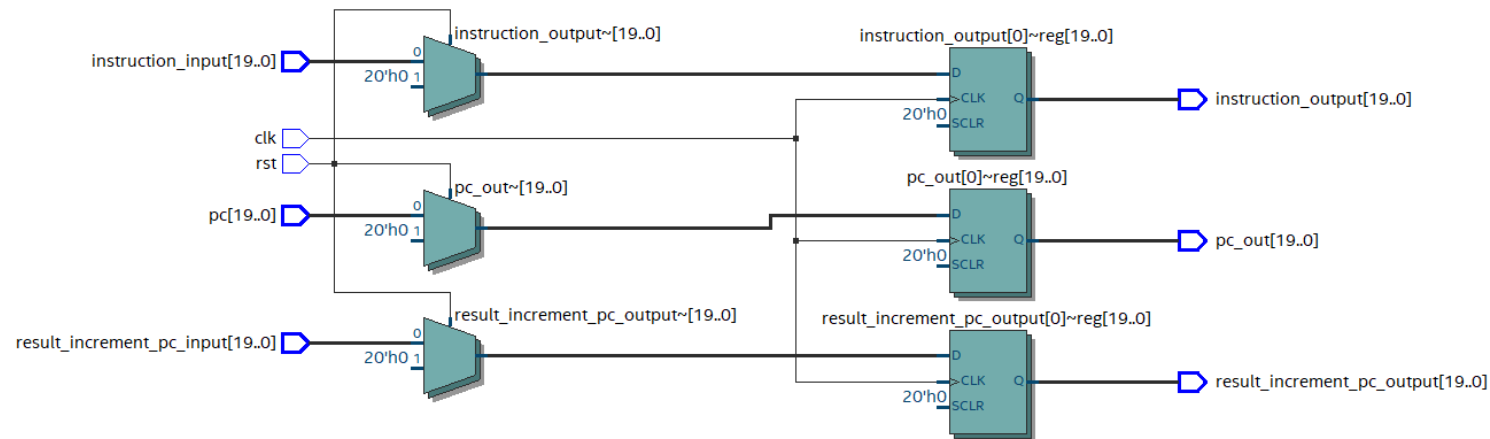 instruction_output~[19..0]
instruction_output[0]~reg[19..0]
instruction_input[19..0]
0
20'h0 1
D
CLK
Q
20'h0
SCLR
instruction_output[19..0]
clk
rst
pc_out~[19..0]
pc_out[0]~reg[19..0]
pc[19..0]
0
20'h0 1
D
CLK
Q
20'h0
SCLR
pc_out[19..0]
result_increment_pc_output~[19..0]
result_increment_pc_output[0]~reg[19..0]
result_increment_pc_input[19..0]
0
20'h0 1
D
CLK
Q
20'h0
SCLR
result_increment_pc_output[19..0]